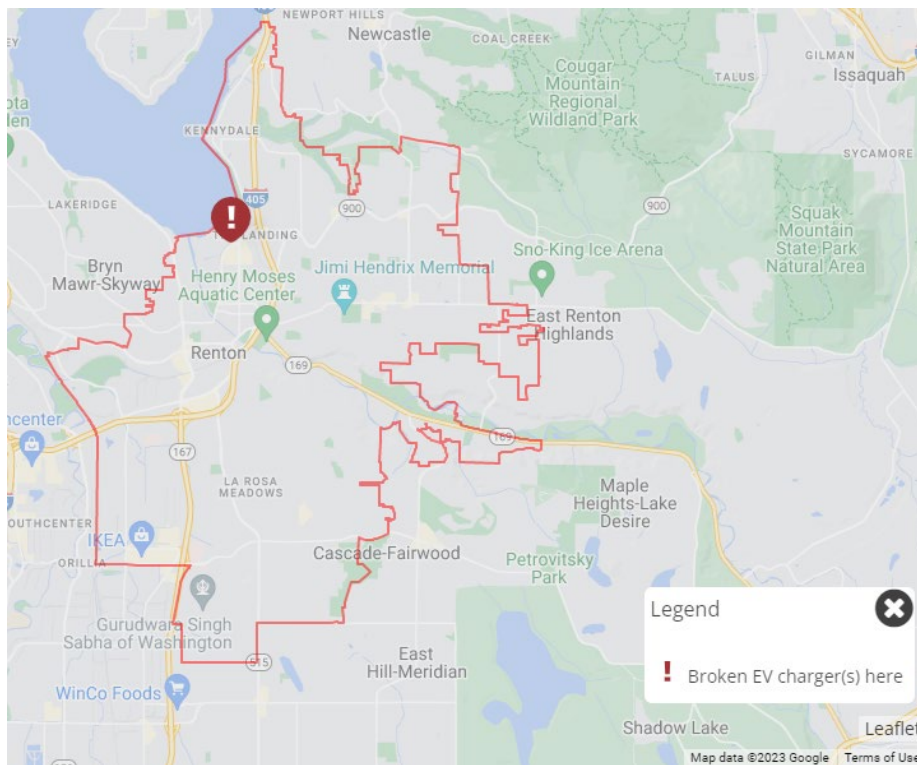 NEWPORT HILLS
Newcastle
COAL CREEK
GILMAN
Issaquah
TALUS
Cougar
Mountain
Regional
Wildland Park
KENNYDALE
SYCAMORE
405
900
900
LAKERIDGE
Squak
Mountain
State Park
Natural Area
LANDING
Bryn
Mawr-Skyway
Henry Moses
Aquatic Center
Jimi Hendrix Memorial
Sno-King Ice Arena
East Renton
Highlands
Renton
169
169
167
LA ROSA
MEADOWS
Maple
Heights-Lake
Desire
OUTHCENTER
IKEA
ORILLIA
Cascade-Fairwood
Petrovitsky
Park
Gurudwara Singh
Sabha of Washington
515
East
Hill-Meridian
WinCo Foods
Shadow Lake
Legend
! Broken EV charger(s) here
Leaflet
Map data ©2023 Google
Terms of Use